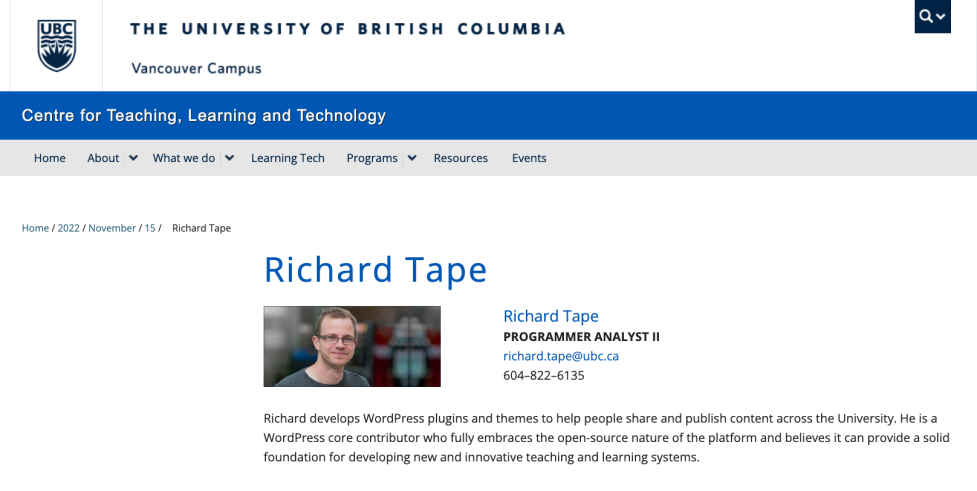 UBC
THE UNIVERSITY OF BRITISH COLUMBIA
Vancouver Campus
Centre for Teaching, Learning and Technology
Home About What we do Learning Tech Programs Resources Events
Home / 2022 / November / 15 / Richard Tape
Richard Tape
Richard Tape
PROGRAMMER ANALYST II
richard.tape@ubc.ca
604–822–6135
Richard develops WordPress plugins and themes to help people share and publish content across the University. He is a
WordPress core contributor who fully embraces the open-source nature of the platform and believes it can provide a solid
foundation for developing new and innovative teaching and learning systems.